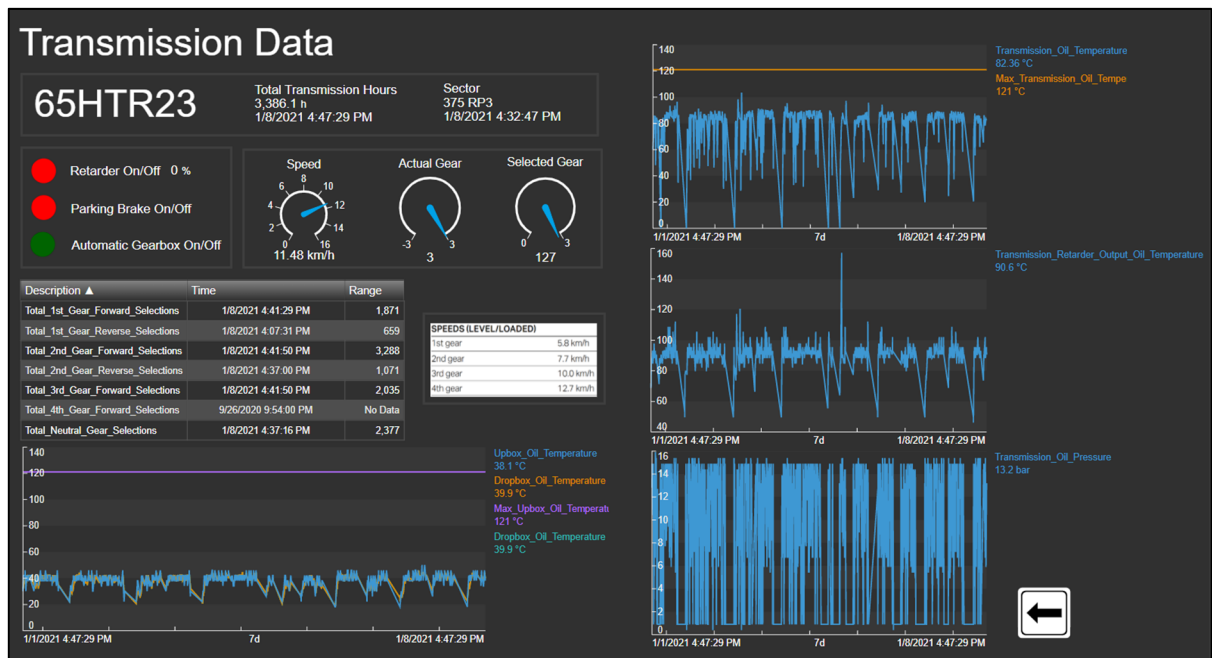 Transmission Data
65HTR23
Total Transmission Hours
3,386.1 h
1/8/2021 4:47:29 PM
Sector
375 RP3
1/8/2021 4:32:47 PM
Retarder On/Off 0 %
Parking Brake On/Off
Automatic Gearbox On/Off
Speed
0 2 4 6 8 10 12 14 16
11.48 km/h
Actual Gear
-3 3
3
Selected Gear
0 3
127
Description ▲ Time Range
Total_1st_Gear_Forward_Selections 1/8/2021 4:41:29 PM 1,871
Total_1st_Gear_Reverse_Selections 1/8/2021 4:07:31 PM 659
Total_2nd_Gear_Forward_Selections 1/8/2021 4:41:50 PM 3,288
Total_2nd_Gear_Reverse_Selections 1/8/2021 4:37:00 PM 1,071
Total_3rd_Gear_Forward_Selections 1/8/2021 4:41:50 PM 2,035
Total_4th_Gear_Forward_Selections 9/26/2020 9:54:00 PM No Data
Total_Neutral_Gear_Selections 1/8/2021 4:37:16 PM 2,377
SPEEDS (LEVEL/LOADED)
1st gear 5.8 km/h
2nd gear 7.7 km/h
3rd gear 10.0 km/h
4th gear 12.7 km/h
140
120
100
80
60
40
20
0
1/1/2021 4:47:29 PM 7d 1/8/2021 4:47:29 PM
Upbox_Oil_Temperature
38.1 °C
Dropbox_Oil_Temperature
39.9 °C
Max_Upbox_Oil_Temperatu
121 °C
Dropbox_Oil_Temperature
39.9 °C
140
120
100
80
60
40
20
0
1/1/2021 4:47:29 PM 7d 1/8/2021 4:47:29 PM
Transmission_Oil_Temperature
82.36 °C
Max_Transmission_Oil_Tempe
121 °C
160
140
120
100
80
60
40
1/1/2021 4:47:29 PM 7d 1/8/2021 4:47:29 PM
Transmission_Retarder_Output_Oil_Temperature
90.6 °C
16
14
12
10
8
6
4
2
0
1/1/2021 4:47:29 PM 7d 1/8/2021 4:47:29 PM
Transmission_Oil_Pressure
13.2 bar